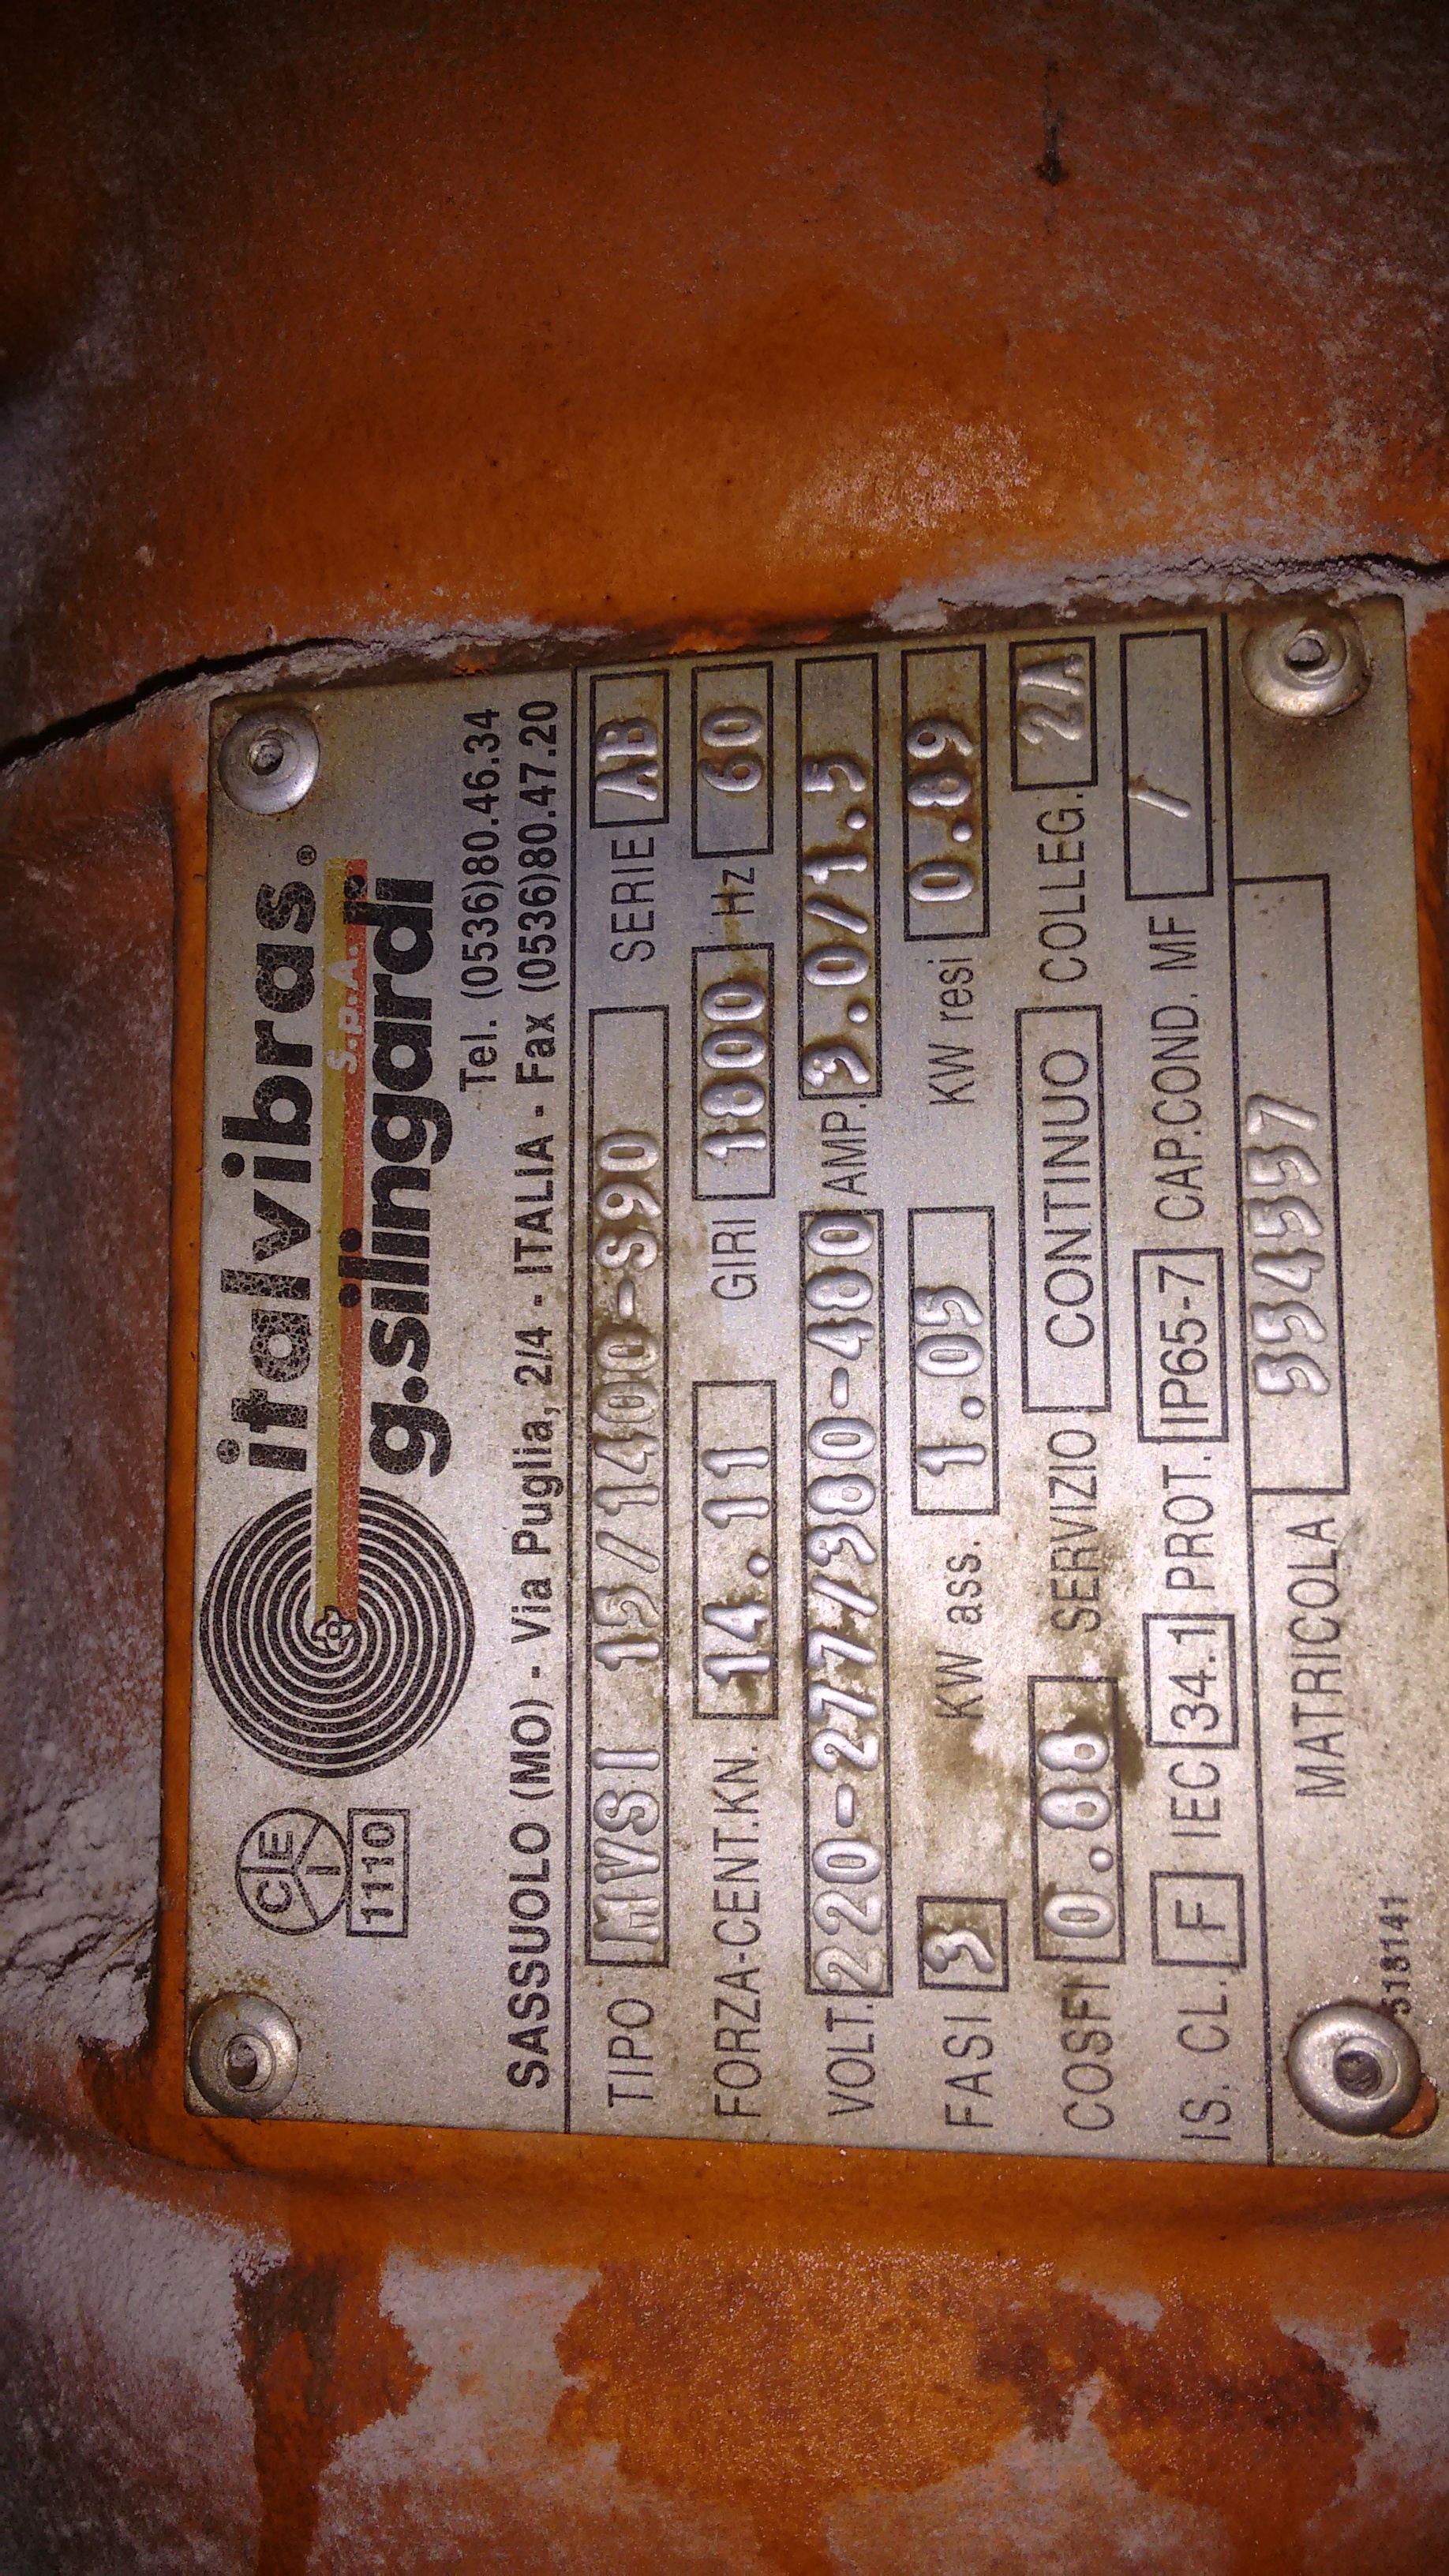 CEI
1110
italvibras.®
S.P.A.
g.silingardi
Tel. (0536)80.46.34
SASSUOLO (MO) - Via Puglia, 2/4 - ITALIA - Fax (0536)80.47.20
TIPO MVSI 15/1400-S90 SERIE AB
FORZA-CENT.KN. 14.11 GIRI 1800 Hz 60
VOLT. 220-277/380-480 AMP. 3.0/1.5
FASI 3 KW ass. 1.05 KW resi 0.89
COSFI 0.88 SERVIZIO CONTINUO COLLEG. 2A
IS. CL. F IEC 34.1 PROT. IP65-7 CAP.COND. MF /
MATRICOLA 554557
518141